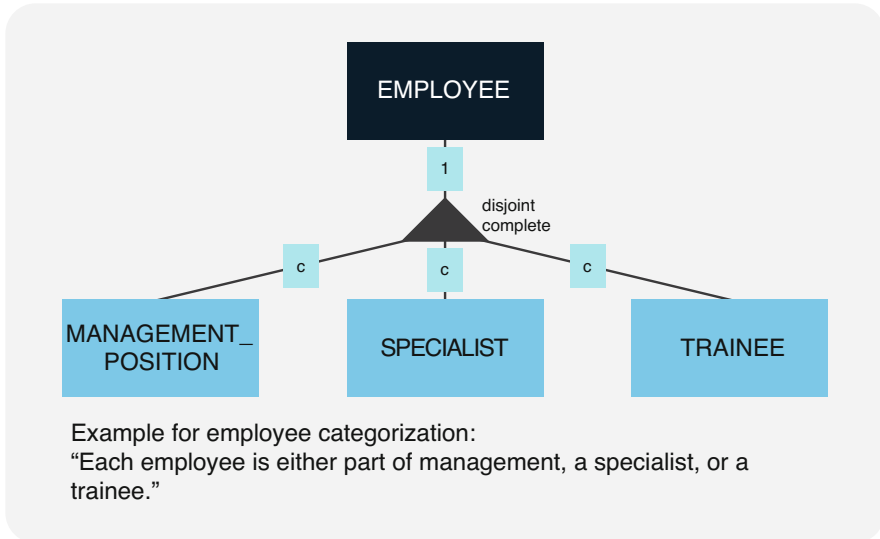 EMPLOYEE
1
disjoint
complete
c
c
c
MANAGEMENT_
POSITION
SPECIALIST
TRAINEE
Example for employee categorization:
“Each employee is either part of management, a specialist, or a
trainee.”